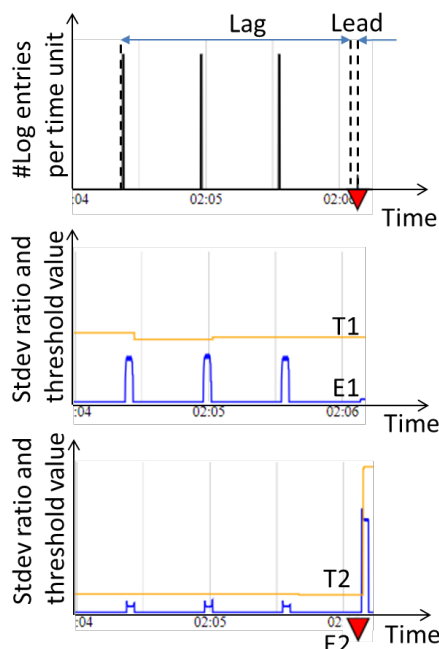 Lag
Lead
#Log entries
per time unit
:04
02:05
02:06
Time
Stdev ratio and
threshold value
T1
E1
:04
02:05
02:06
Time
Stdev ratio and
threshold value
T2
:04
02:05
02
Time
E2